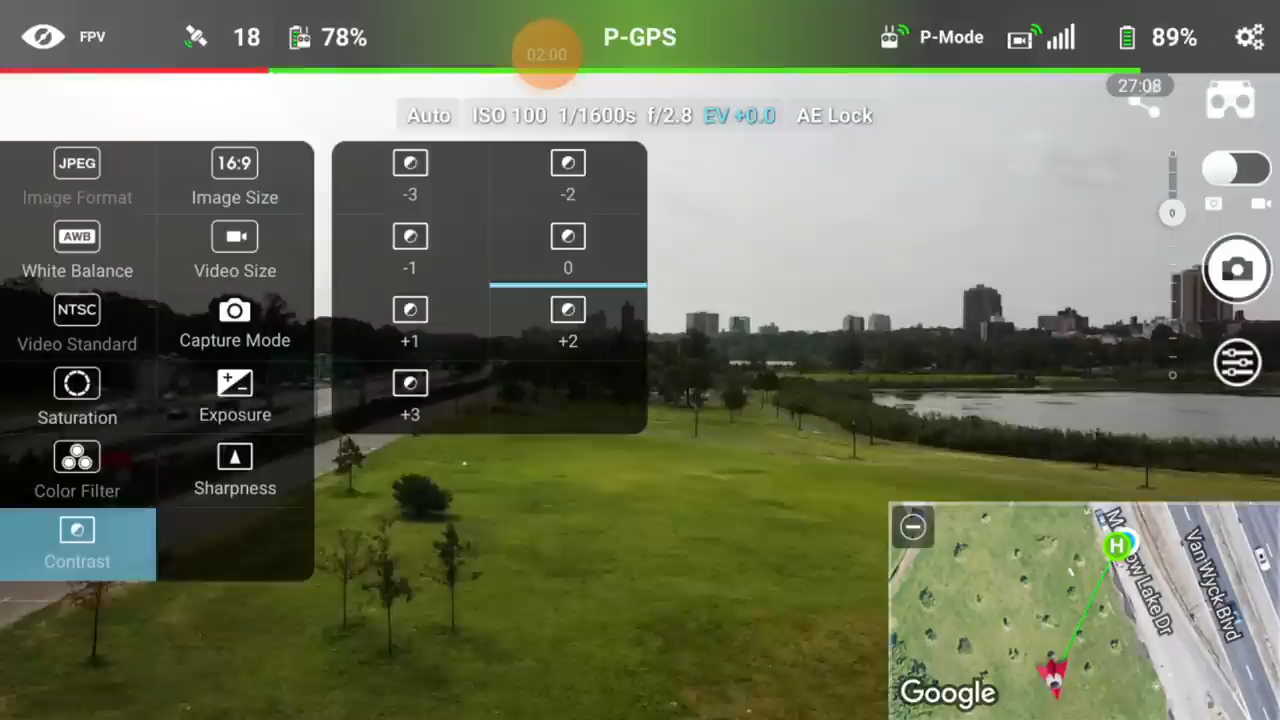 FPV
18
78%
02:00
P-GPS
P-Mode
89%
27:08
Auto ISO 100 1/1600s f/2.8 EV +0.0 AE Lock
JPEG
Image Format
16:9
Image Size
AWB
White Balance
Video Size
NTSC
Video Standard
Capture Mode
Saturation
Exposure
Color Filter
Sharpness
Contrast
-3
-2
-1
0
+1
+2
+3
0
H
Van Wyck Blvd
Google